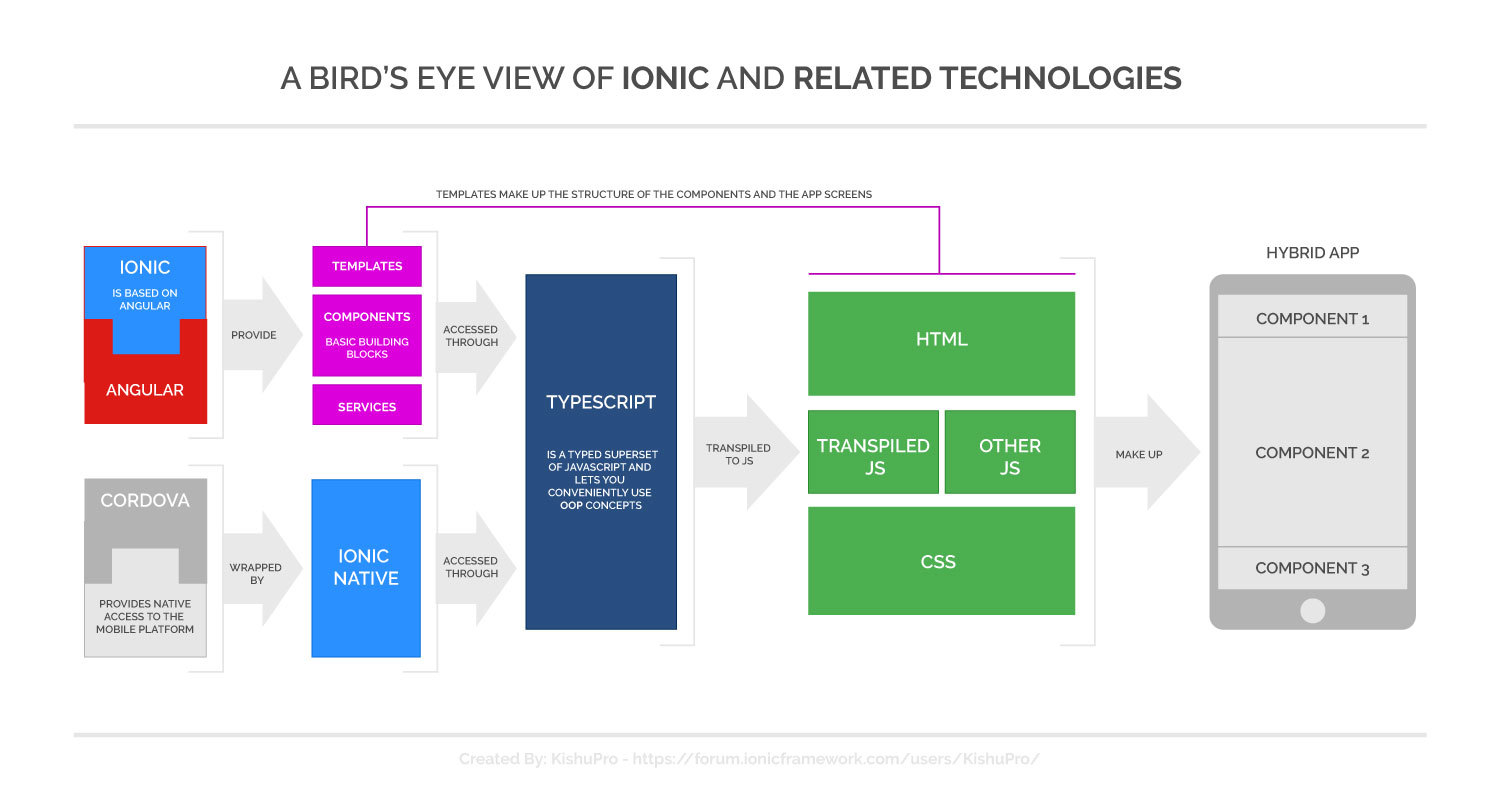 A BIRD'S EYE VIEW OF IONIC AND RELATED TECHNOLOGIES
TEMPLATES MAKE UP THE STRUCTURE OF THE COMPONENTS AND THE APP SCREENS
IONIC
IS BASED ON
ANGULAR
ANGULAR
PROVIDE
TEMPLATES
COMPONENTS
BASIC BUILDING
BLOCKS
SERVICES
ACCESSED
THROUGH
CORDOVA
PROVIDES NATIVE
ACCESS TO THE
MOBILE PLATFORM
WRAPPED
BY
IONIC
NATIVE
ACCESSED
THROUGH
TYPESCRIPT
IS A TYPED SUPERSET
OF JAVASCRIPT AND
LETS YOU
CONVENIENTLY USE
OOP CONCEPTS
TRANSPILED
TO JS
HTML
TRANSPILED
JS
OTHER
JS
CSS
MAKE UP
HYBRID APP
COMPONENT 1
COMPONENT 2
COMPONENT 3
Created By: KishuPro - https://forum.ionicframework.com/users/KishuPro/